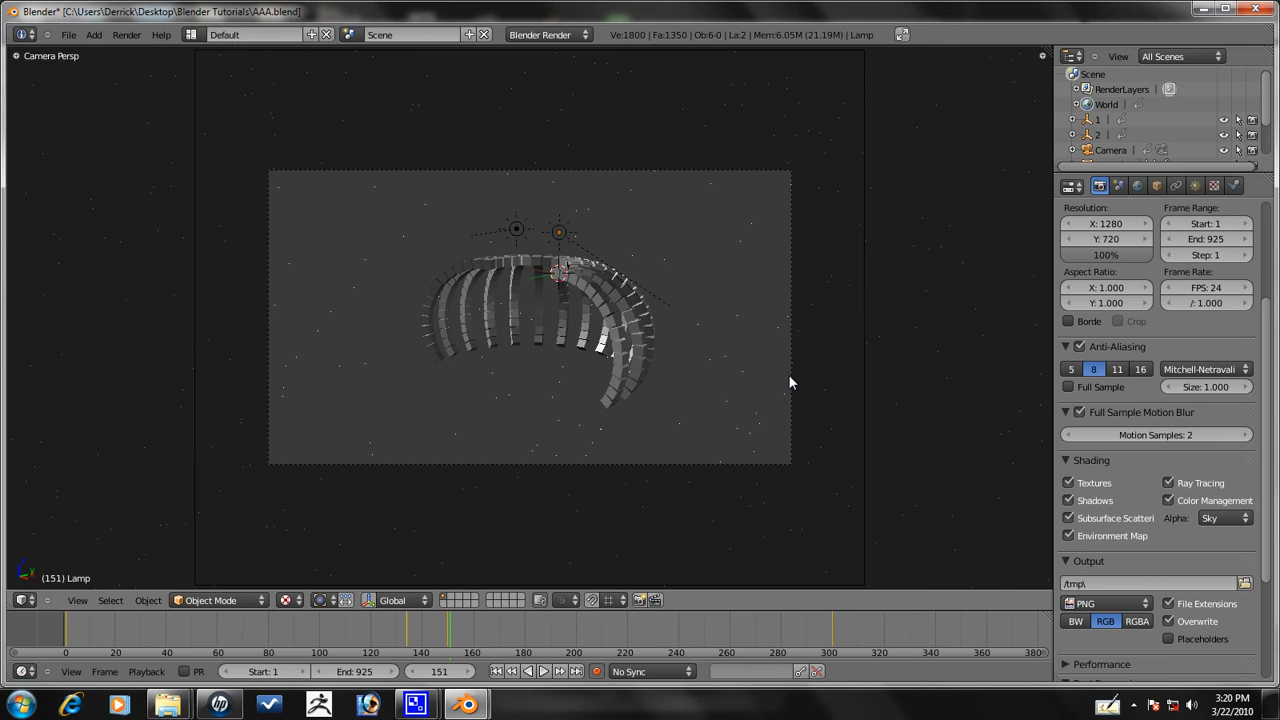 Blender* [C:\Users\Derrick\Desktop\Blender Tutorials\AAA.blend]
File Add Render Help Default Scene Blender Render Ve:1800 | Fa:1350 | Ob:6-0 | La:2 | Mem:6.05M (21.19M) | Lamp
Camera Persp
View All Scenes
Scene
RenderLayers
World
1
2
Camera
Resolution: Frame Range:
X: 1280 Start: 1
Y: 720 End: 925
100% Step: 1
Aspect Ratio: Frame Rate:
X: 1.000 FPS: 24
Y: 1.000 /: 1.000
Borde Crop
Anti-Aliasing
5 8 11 16 Mitchell-Netravali
Full Sample Size: 1.000
Full Sample Motion Blur
Motion Samples: 2
Shading
Textures Ray Tracing
Shadows Color Management
Subsurface Scatteri Alpha: Sky
Environment Map
Output
/tmp\
PNG File Extensions
BW RGB RGBA Overwrite
Placeholders
Performance
(151) Lamp
View Select Object Object Mode Global
0 20 40 60 80 100 120 140 160 180 200 220 240 260 280 300 320 340 360 380
View Frame Playback PR Start: 1 End: 925 151 No Sync
hp
3:20 PM
3/22/2010